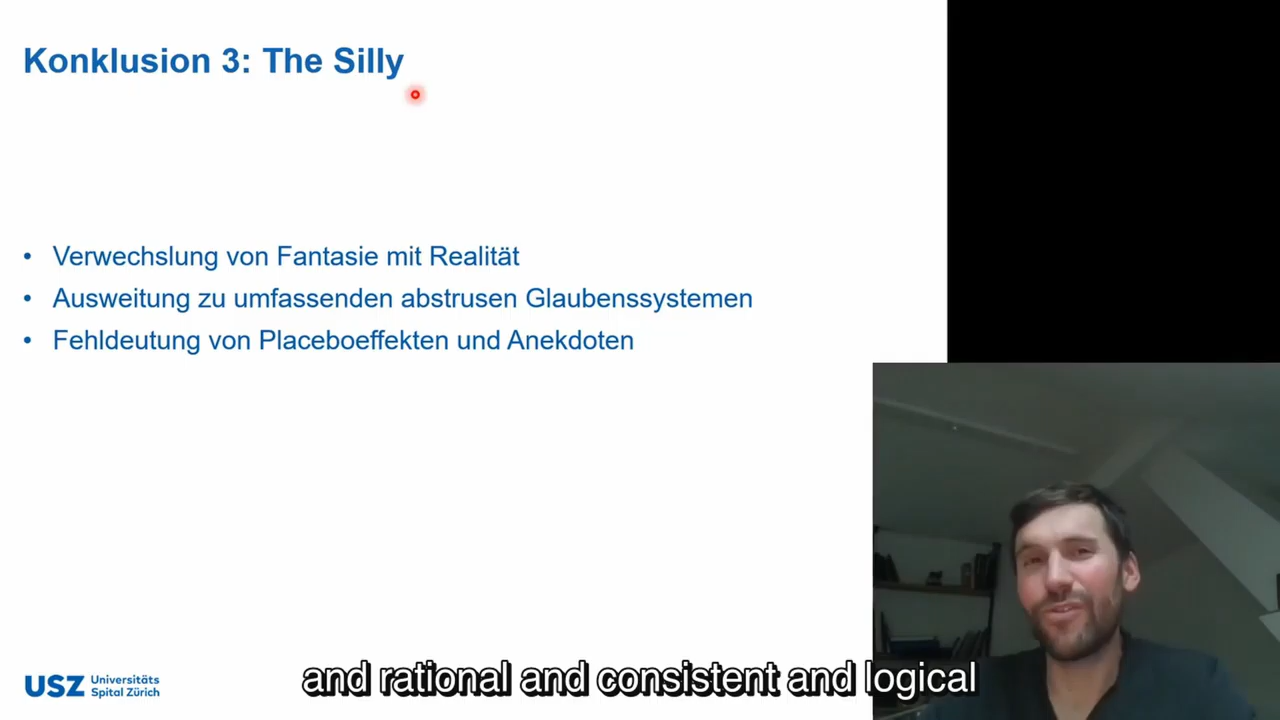 Konklusion 3: The Silly
• Verwechslung von Fantasie mit Realität
• Ausweitung zu umfassenden abstrusen Glaubenssystemen
• Fehldeutung von Placeboeffekten und Anekdoten
USZ Universitäts
Spital Zürich
and rational and consistent and logical